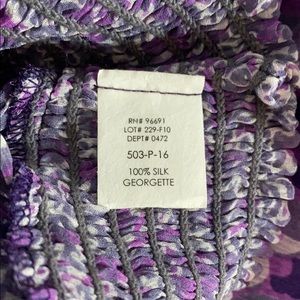 RN# 96691
LOT# 229-F10
DEPT# 0472
503-P-16
100% SILK
GEORGETTE